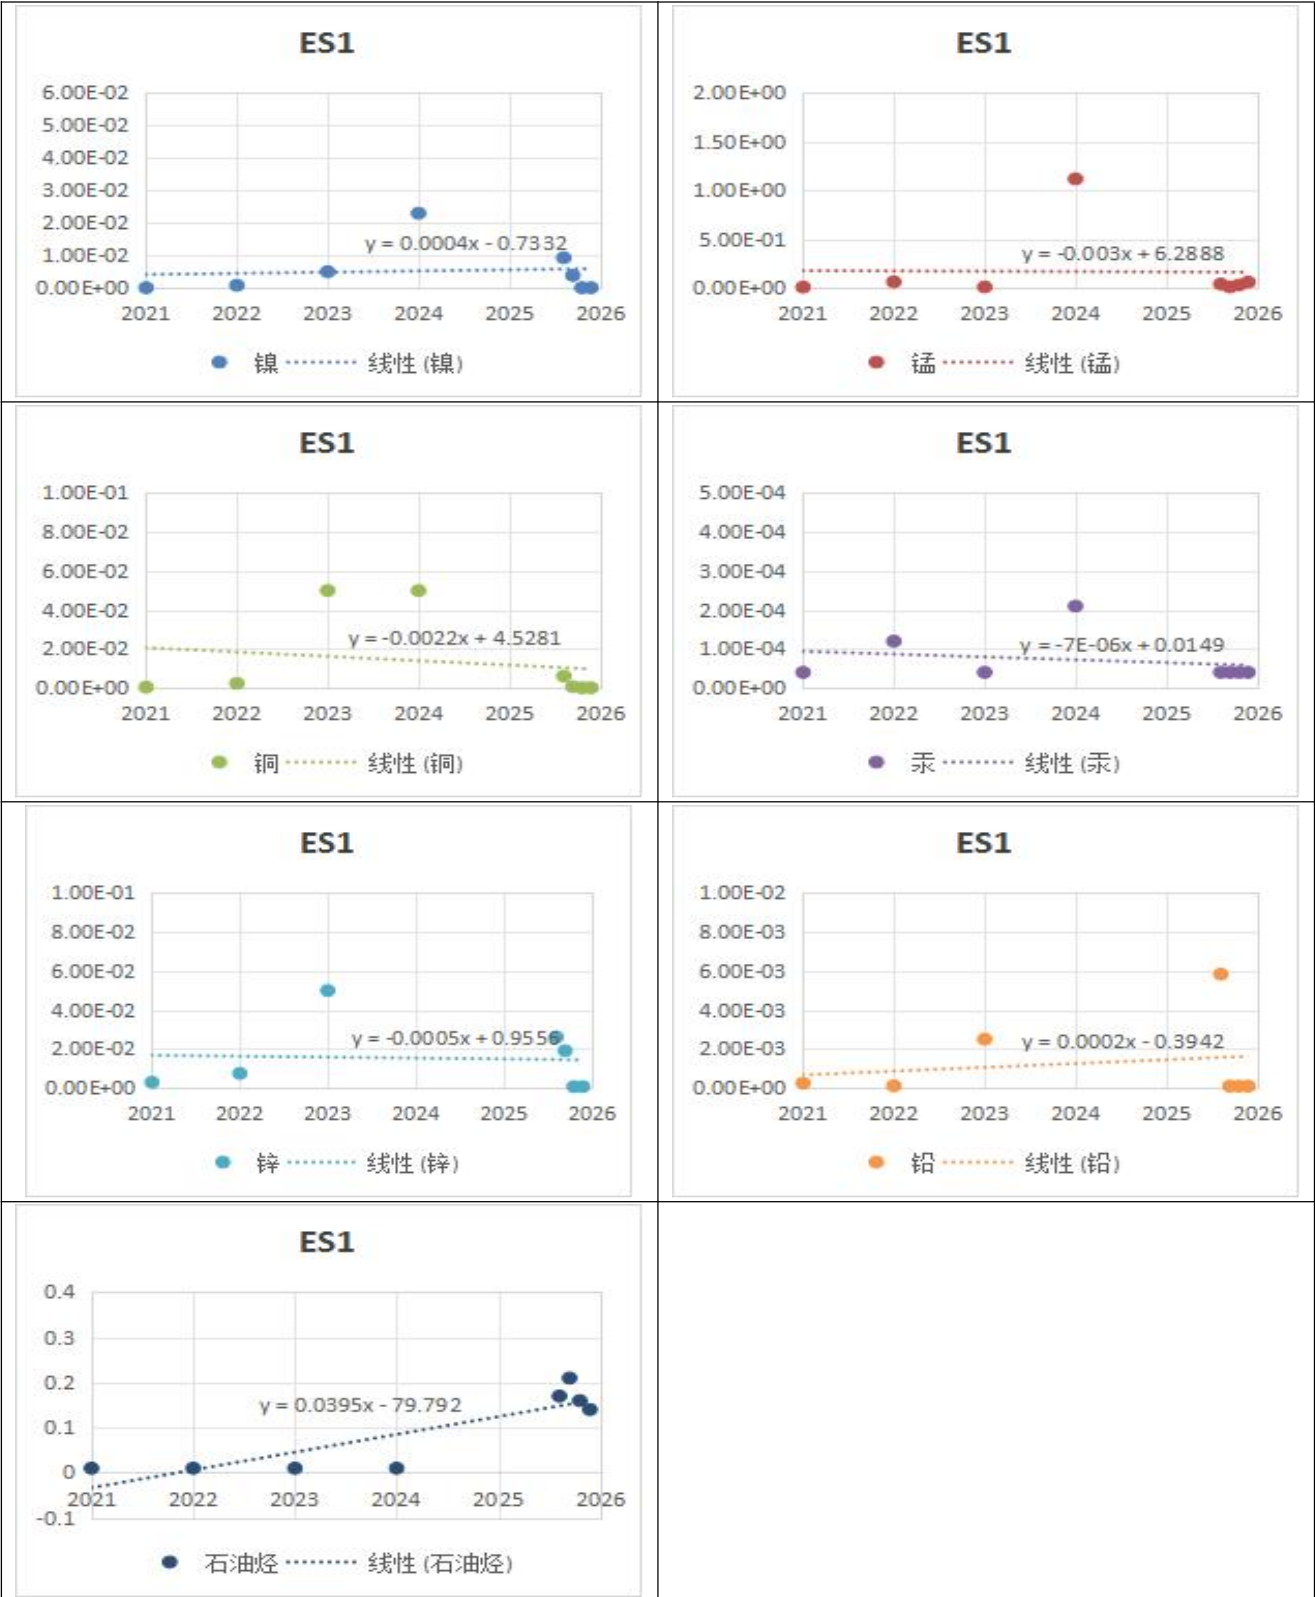 ES1
6.00E-02
5.00E-02
4.00E-02
3.00E-02
2.00E-02
1.00E-02
0.00E+00
y = 0.0004x - 0.7332
2021 2022 2023 2024 2025 2026
镍 线性 (镍)
ES1
2.00E+00
1.50E+00
1.00E+00
5.00E-01
0.00E+00
y = -0.003x + 6.2888
2021 2022 2023 2024 2025 2026
锰 线性 (锰)
ES1
1.00E-01
8.00E-02
6.00E-02
4.00E-02
2.00E-02
0.00E+00
y = -0.0022x + 4.5281
2021 2022 2023 2024 2025 2026
铜 线性 (铜)
ES1
5.00E-04
4.00E-04
3.00E-04
2.00E-04
1.00E-04
0.00E+00
y = -7E-06x + 0.0149
2021 2022 2023 2024 2025 2026
汞 线性 (汞)
ES1
1.00E-01
8.00E-02
6.00E-02
4.00E-02
2.00E-02
0.00E+00
y = -0.0005x + 0.9556
2021 2022 2023 2024 2025 2026
锌 线性 (锌)
ES1
1.00E-02
8.00E-03
6.00E-03
4.00E-03
2.00E-03
0.00E+00
y = 0.0002x - 0.3942
2021 2022 2023 2024 2025 2026
铅 线性 (铅)
ES1
0.4
0.3
0.2
0.1
0
-0.1
y = 0.0395x - 79.792
2021 2022 2023 2024 2025 2026
石油烃 线性 (石油烃)